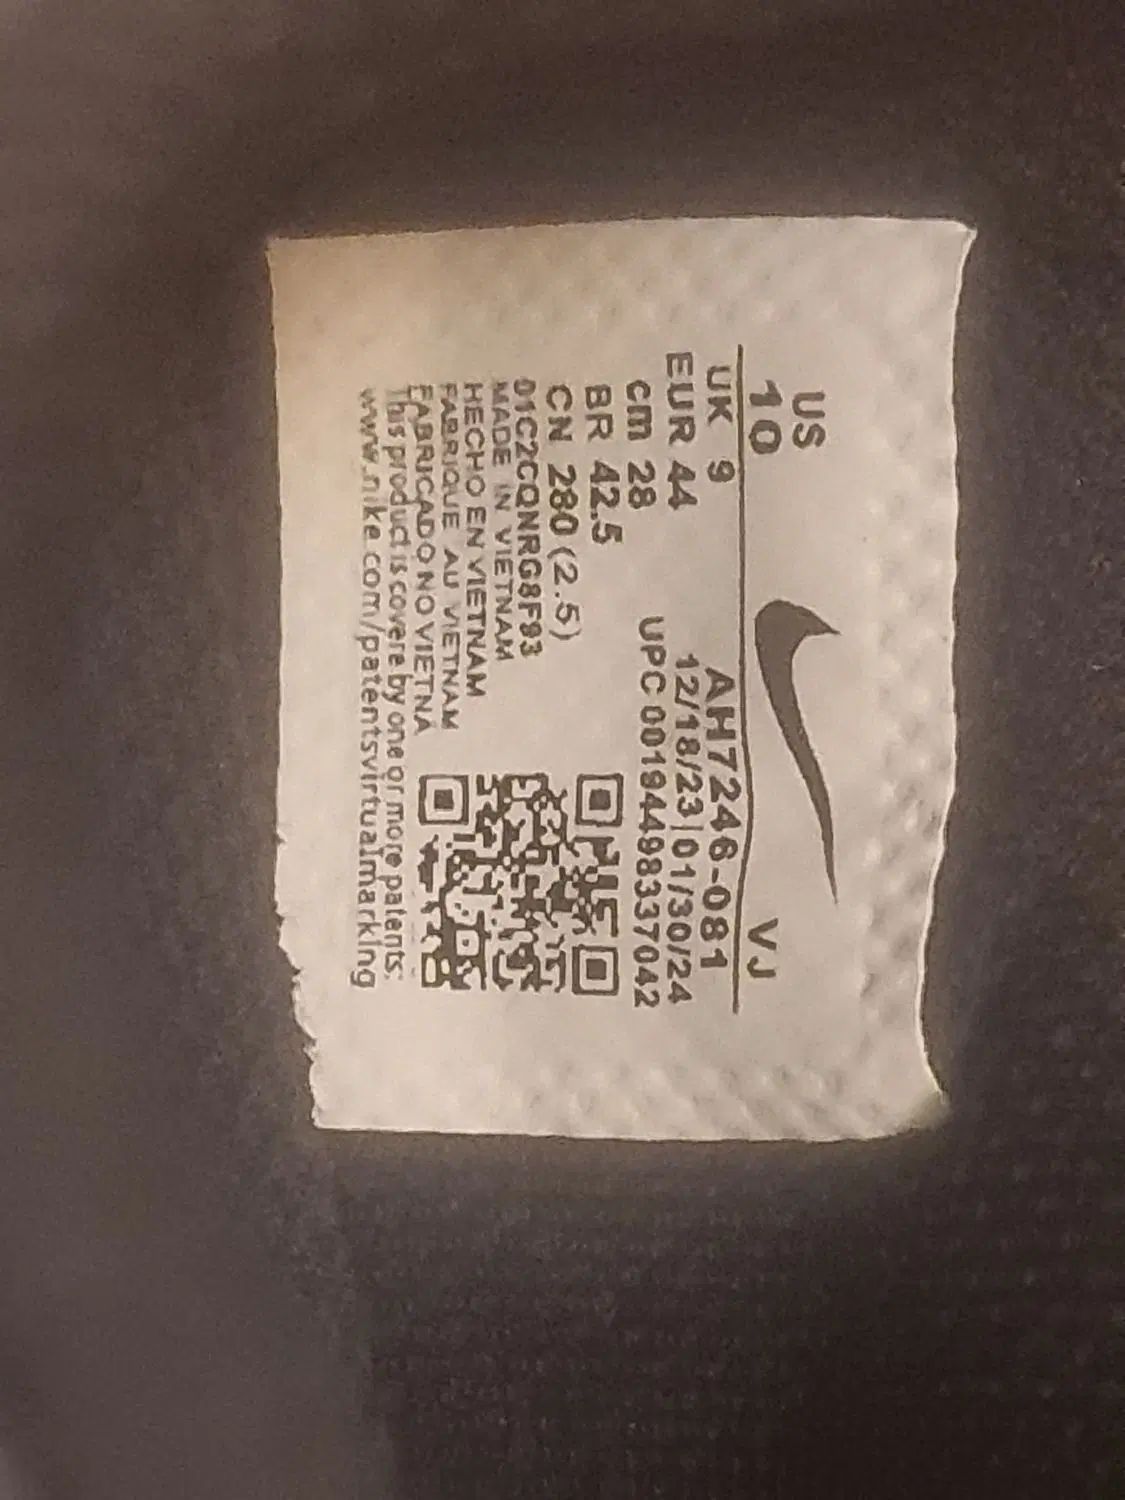 US
10
VJ
UK 9
AH7246-081
EUR 44
12/18/23|01/30/24
cm 28
UPC 00194498337042
BR 42.5
CN 280 (2.5)
01C2CQNRG8F93
MADE IN VIETNAM
HECHO EN VIETNAM
FABRIQUE AU VIETNAM
FABRICADO NO VIETNA
This product is covere by one or more patents.
www.nike.com/patentsvirtualmarking